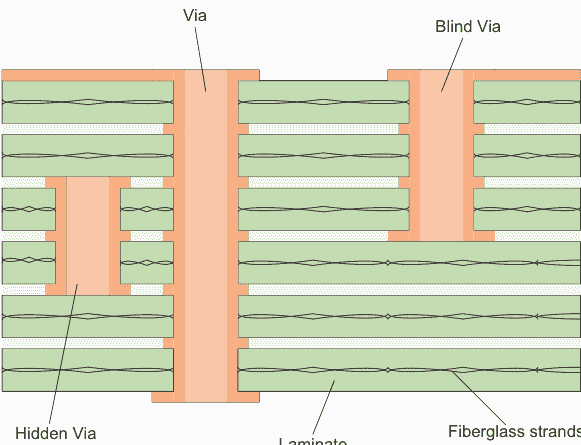 Via
Blind Via
Hidden Via
Laminate
Fiberglass strands